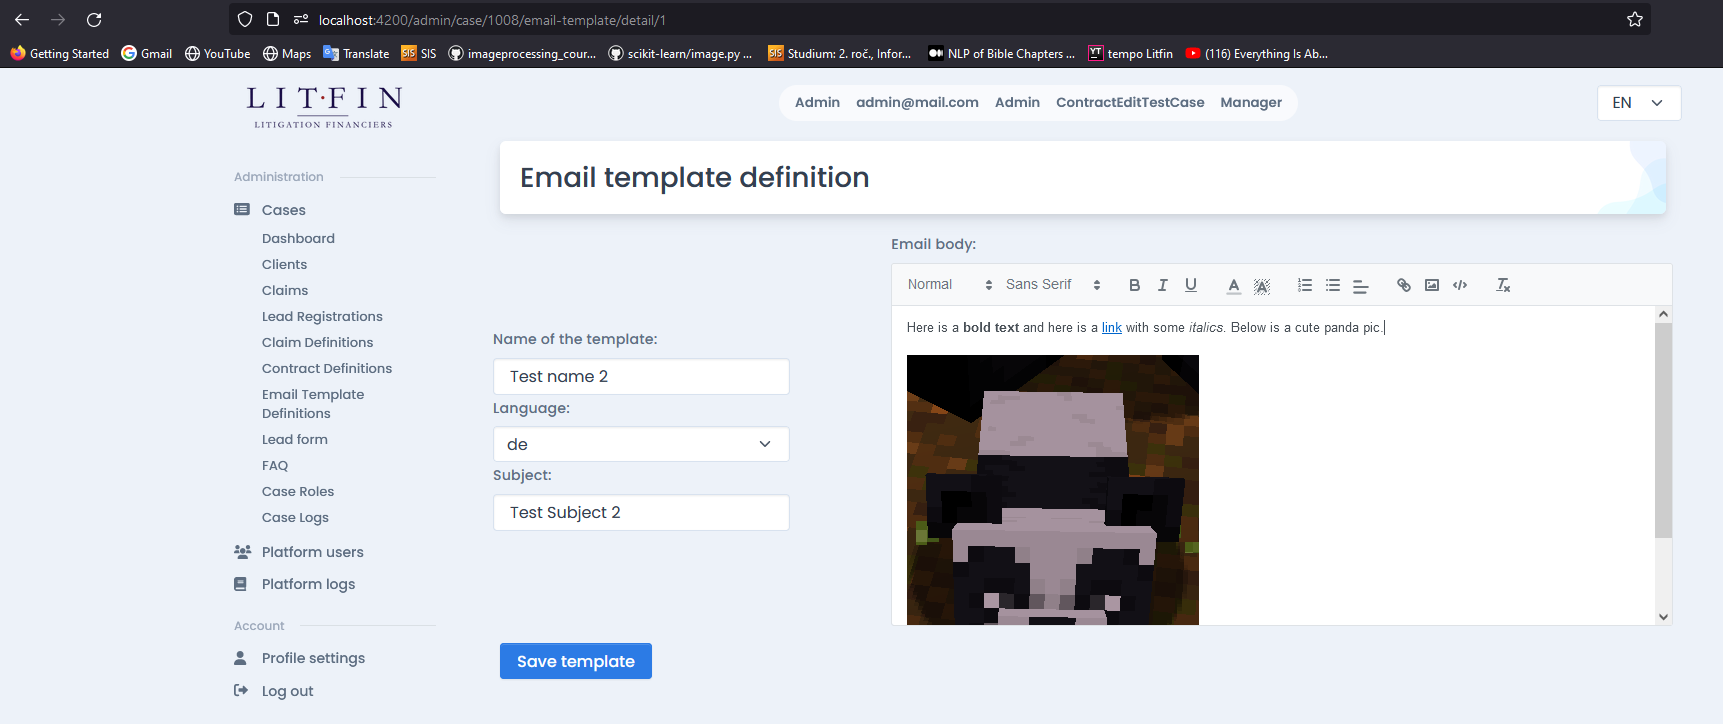 localhost:4200/admin/case/1008/email-template/detail/1
Getting Started Gmail YouTube Maps Translate SIS imageprocessing_cour... scikit-learn/image.py ... Studium: 2. roč., Infor... NLP of Bible Chapters ... tempo Litfin (116) Everything Is Ab...
LIT·FIN
LITIGATION FINANCIERS
Admin admin@mail.com Admin ContractEditTestCase Manager
EN
Administration
Cases
Dashboard
Clients
Claims
Lead Registrations
Claim Definitions
Contract Definitions
Email Template
Definitions
Lead form
FAQ
Case Roles
Case Logs
Platform users
Platform logs
Account
Profile settings
Log out
Email template definition
Name of the template:
Test name 2
Language:
de
Subject:
Test Subject 2
Save template
Email body:
Normal Sans Serif B I U A A
Here is a bold text and here is a link with some italics. Below is a cute panda pic.